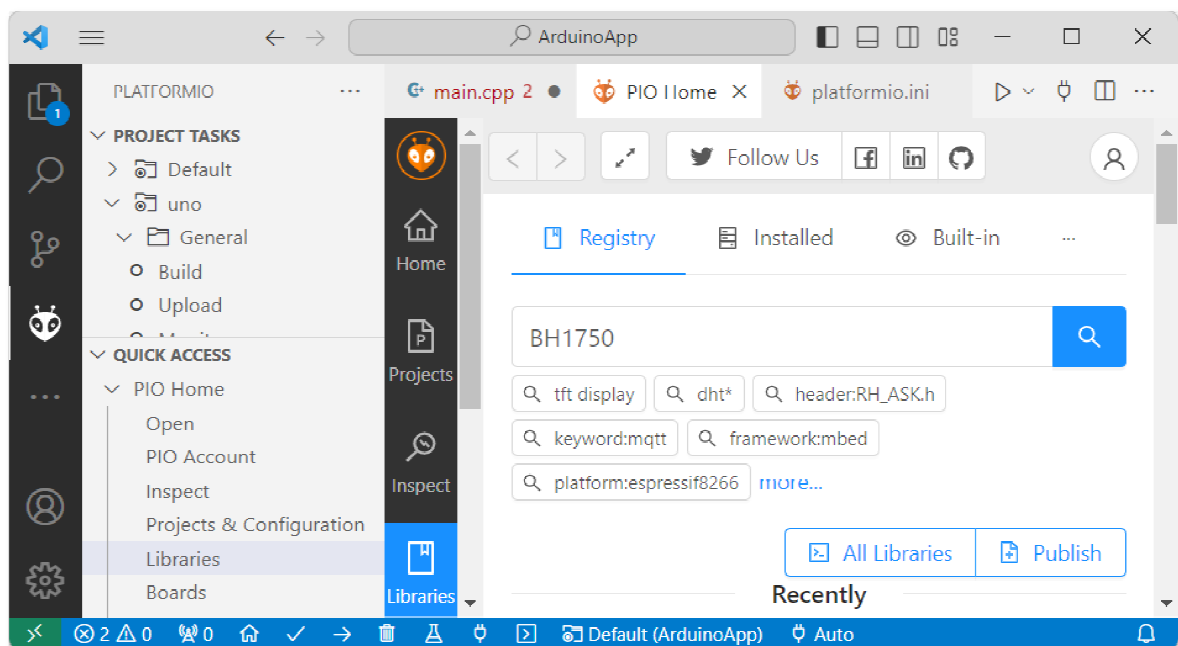 ArduinoApp
1
PLATFORMIO
PROJECT TASKS
Default
uno
General
Build
Upload
QUICK ACCESS
PIO Home
Open
PIO Account
Inspect
Projects & Configuration
Libraries
Boards
main.cpp 2
PIO Home
platformio.ini
Home
Projects
Inspect
Libraries
Follow Us
Registry
Installed
Built-in
BH1750
tft display
dht*
header:RH_ASK.h
keyword:mqtt
framework:mbed
platform:espressif8266
more...
All Libraries
Publish
Recently
2 0 0 Default (ArduinoApp) Auto